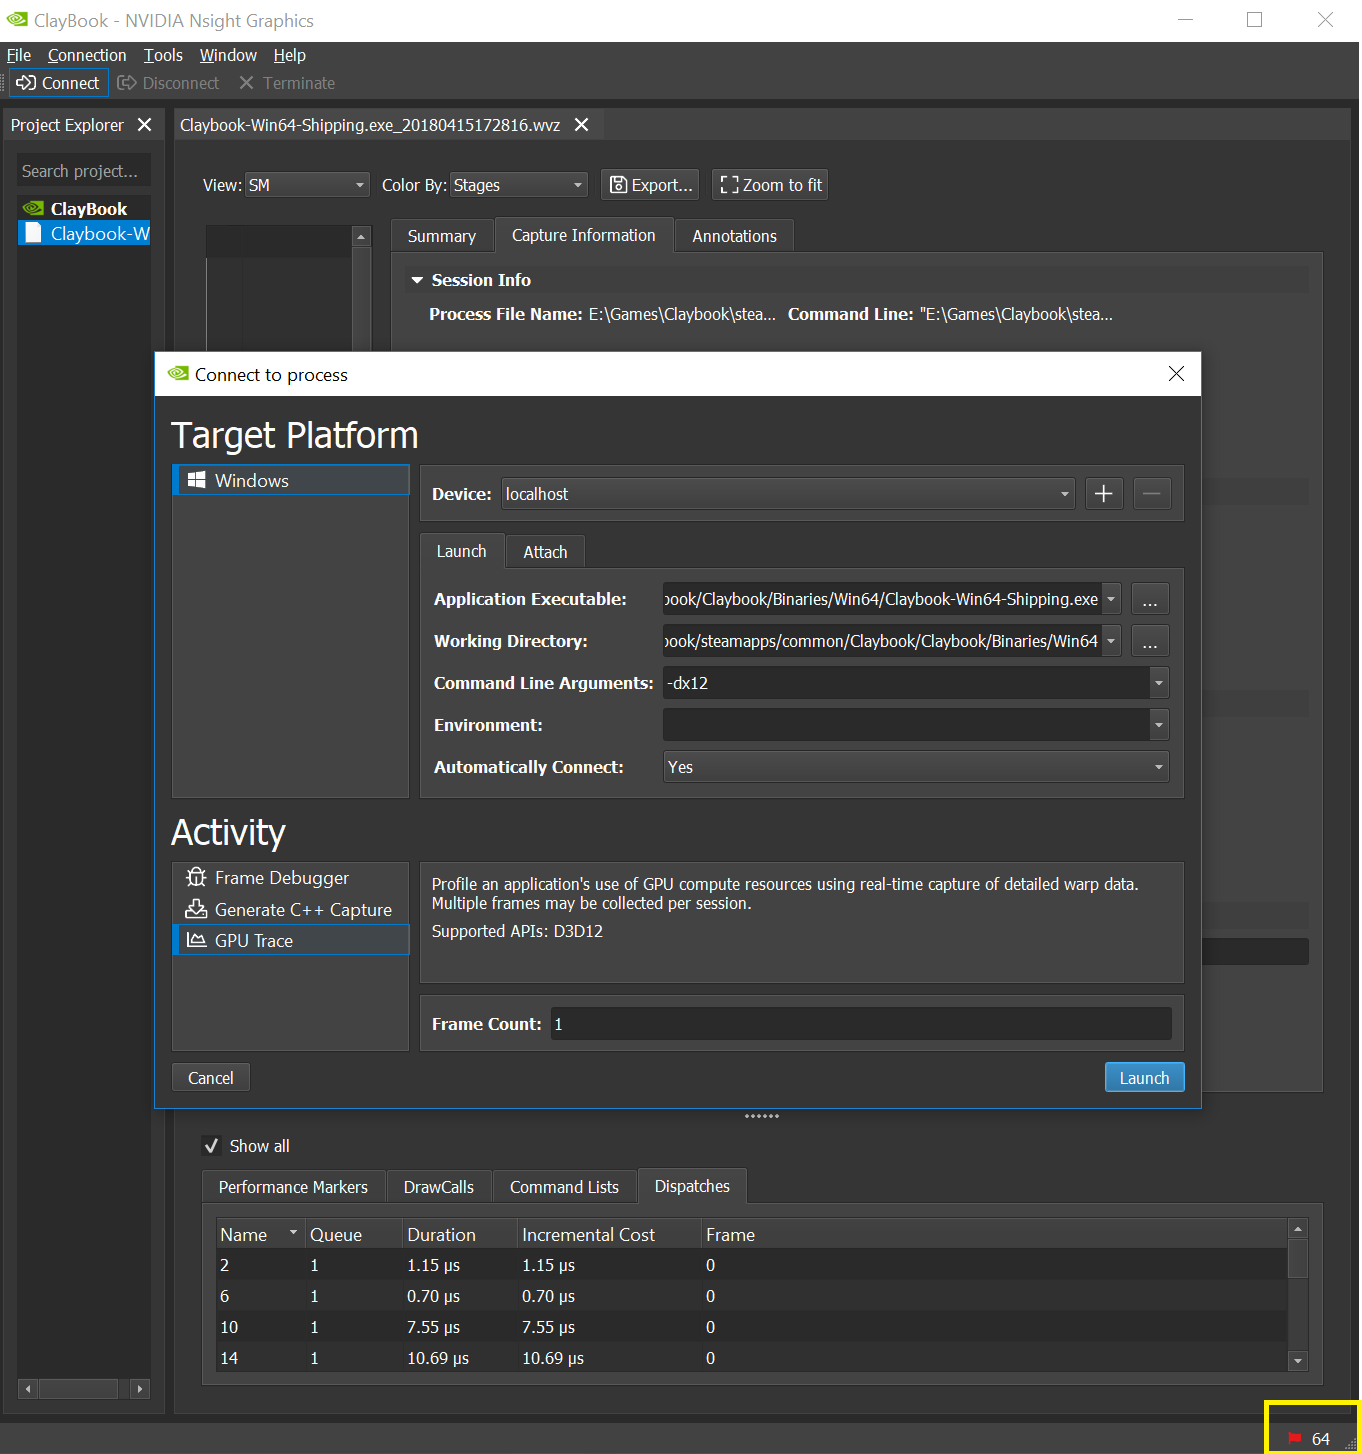 ClayBook - NVIDIA Nsight Graphics
File Connection Tools Window Help
Connect Disconnect Terminate
Project Explorer
Search project...
ClayBook
Claybook-W
Claybook-Win64-Shipping.exe_20180415172816.wvz
View: SM Color By: Stages Export... Zoom to fit
Summary Capture Information Annotations
Session Info
Process File Name: E:\Games\Claybook\stea... Command Line: "E:\Games\Claybook\stea...
Connect to process
Target Platform
Windows
Device: localhost
Launch Attach
Application Executable: book/Claybook/Binaries/Win64/Claybook-Win64-Shipping.exe ...
Working Directory: book/steamapps/common/Claybook/Claybook/Binaries/Win64 ...
Command Line Arguments: -dx12
Environment:
Automatically Connect: Yes
Activity
Frame Debugger
Generate C++ Capture
GPU Trace
Profile an application's use of GPU compute resources using real-time capture of detailed warp data.
Multiple frames may be collected per session.
Supported APIs: D3D12
Frame Count: 1
Cancel Launch
Show all
Performance Markers DrawCalls Command Lists Dispatches
Name Queue Duration Incremental Cost Frame
2 1 1.15 µs 1.15 µs 0
6 1 0.70 µs 0.70 µs 0
10 1 7.55 µs 7.55 µs 0
14 1 10.69 µs 10.69 µs 0
64